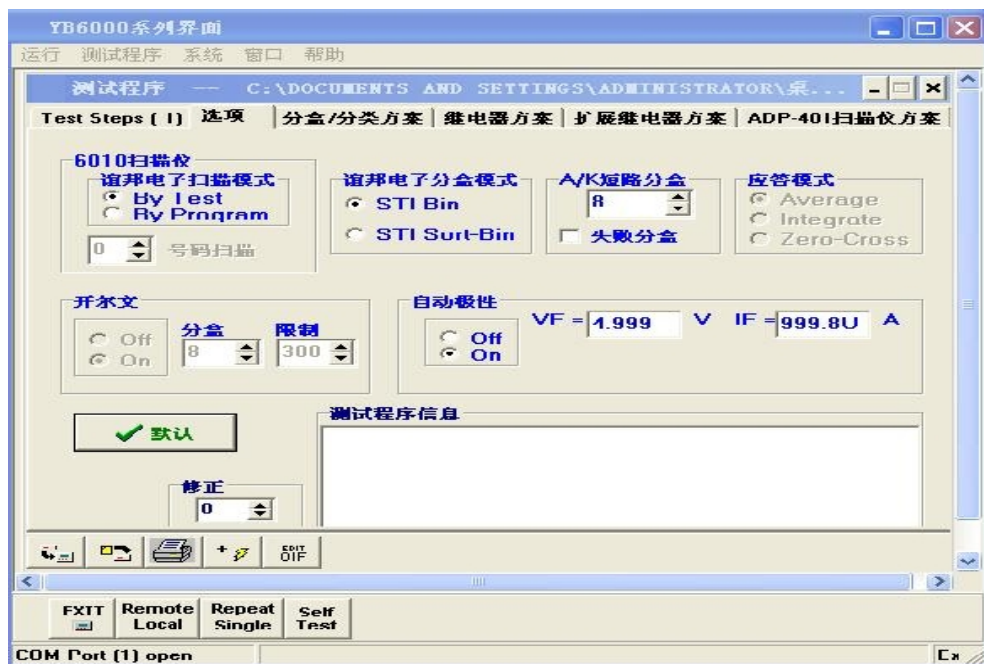 YB6000系列界面
运行 测试程序 系统 窗口 帮助
测试程序 -- C:\DOCUMENTS AND SETTINGS\ADMINISTRATOR\桌...
Test Steps ( 1) 选项 分盒/分类方案 继电器方案 扩展继电器方案 ADP-401扫描仪方案
6010扫描仪
谊邦电子扫描模式 谊邦电子分盒模式 A/K短路分盒 应答模式
By Test STI Bin 8 Average
By Program Integrate
STI Sort-Bin 失败分盒 Zero-Cross
0 号码扫描
开尔文 自动极性
Off 分盒 限制 Off VF = 4.999 V IF = 999.8U A
On 8 300 On
默认 测试程序信息
修正
0
EDIT
DIF
EXIT Remote Local Repeat Single Self Test
COM Port (1) open Ex